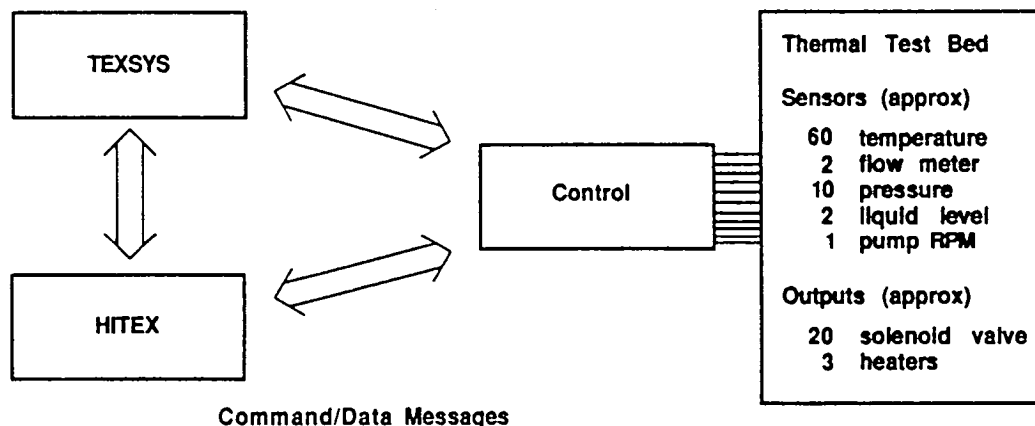 TEXSYS
HITEX
Control
Command/Data Messages
Thermal Test Bed
Sensors (approx)
60 temperature
2 flow meter
10 pressure
2 liquid level
1 pump RPM
Outputs (approx)
20 solenoid valve
3 heaters